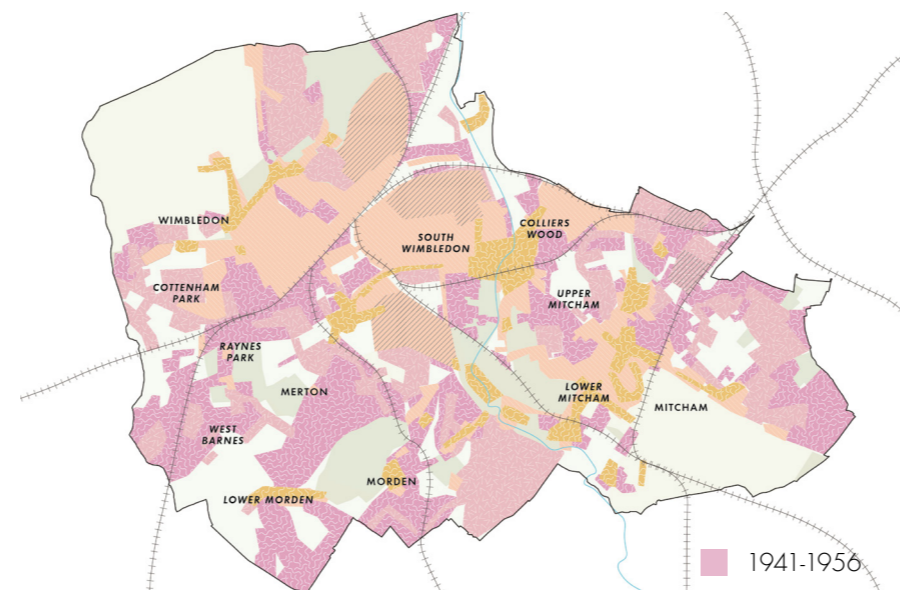 WIMBLEDON
SOUTH
WIMBLEDON
COLLIERS
WOOD
COTTENHAM
PARK
UPPER
MITCHAM
RAYNES
PARK
MERTON
LOWER
MITCHAM
MITCHAM
WEST
BARNES
MORDEN
LOWER MORDEN
1941-1956